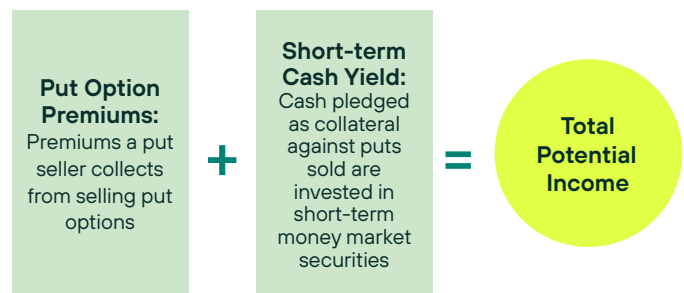 Put Option
Premiums:
Premiums a put
seller collects
from selling put
options
+
Short-term
Cash Yield:
Cash pledged
as collateral
against puts
sold are
invested in
short-term
money market
securities
=
Total
Potential
Income